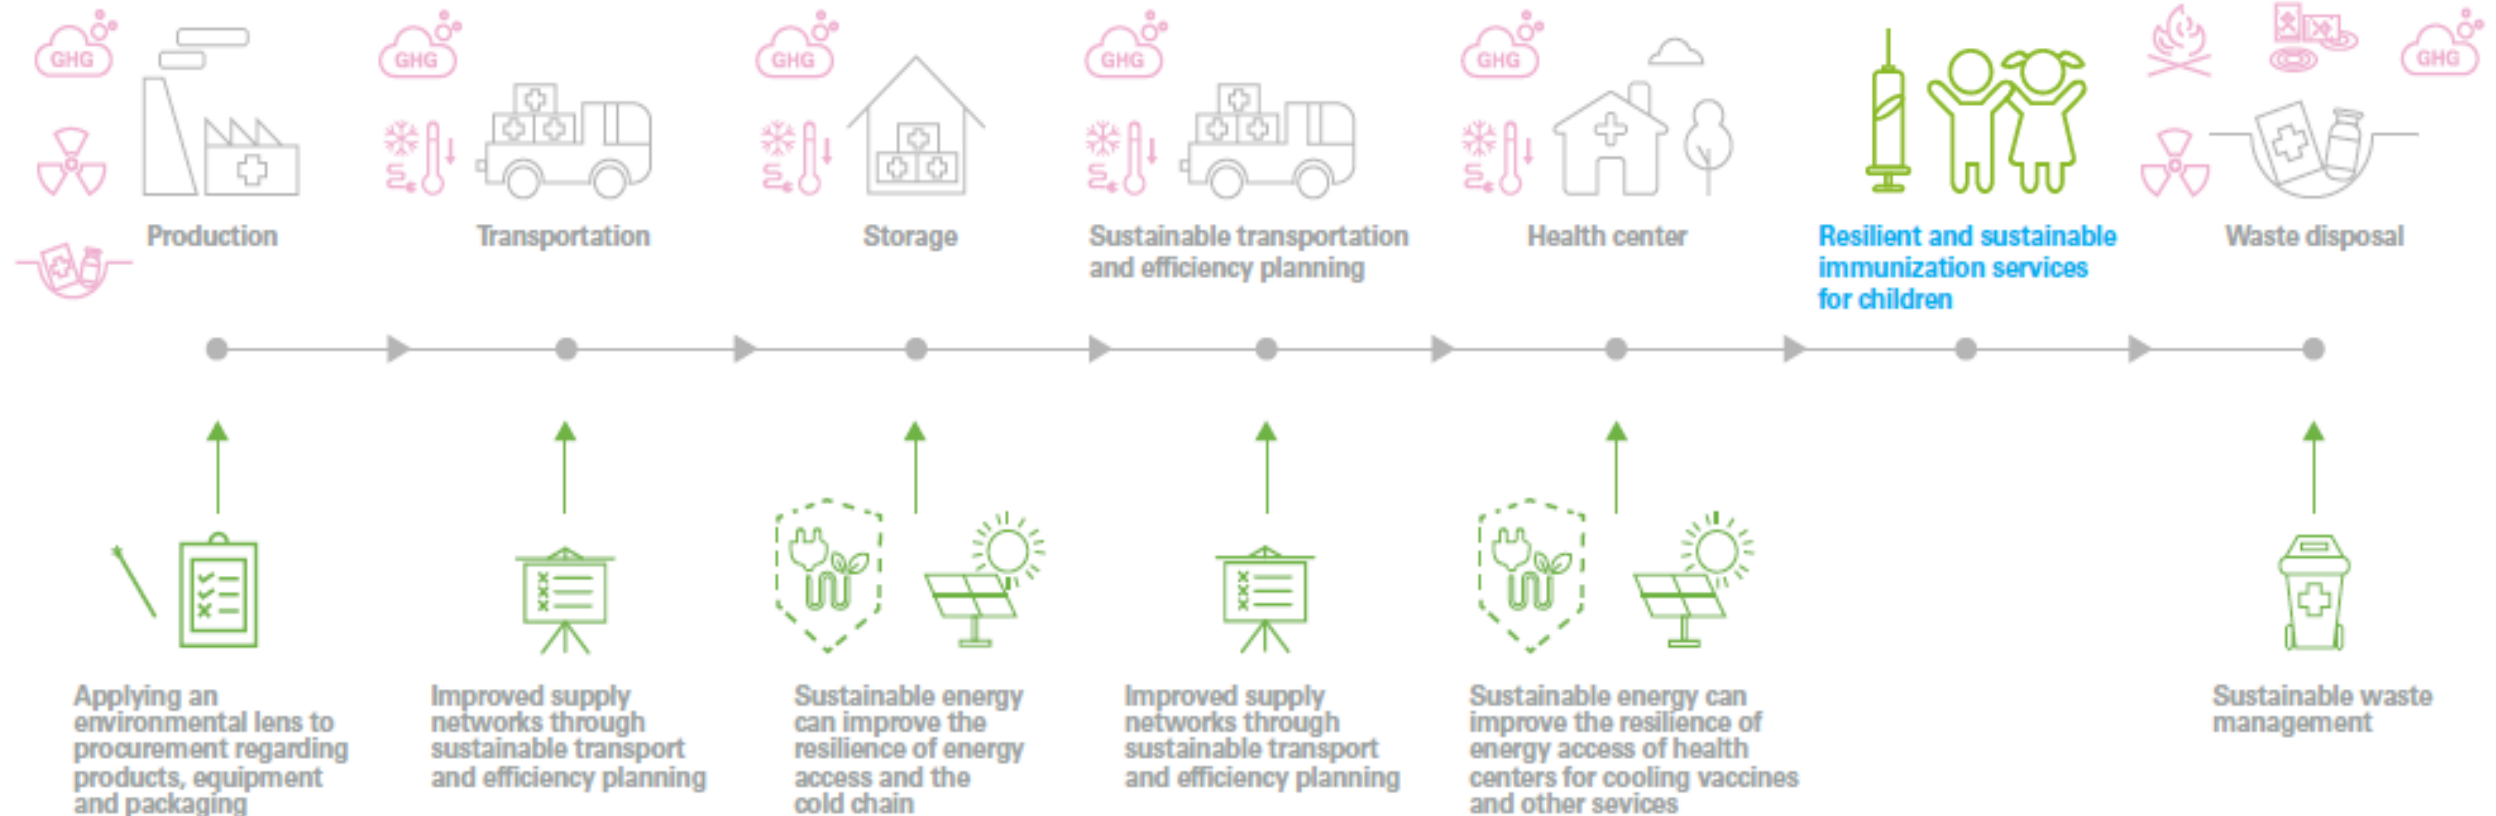 GHG
GHG
GHG
GHG
GHG
GHG
Production
Transportation
Storage
Sustainable transportation
and efficiency planning
Health center
Resilient and sustainable
immunization services
for children
Waste disposal
Applying an
environmental lens to
procurement regarding
products, equipment
and packaging
Improved supply
networks through
sustainable transport
and efficiency planning
Sustainable energy
can improve the
resilience of energy
access and the
cold chain
Improved supply
networks through
sustainable transport
and efficiency planning
Sustainable energy can
improve the resilience of
energy access of health
centers for cooling vaccines
and other sevices
Sustainable waste
management